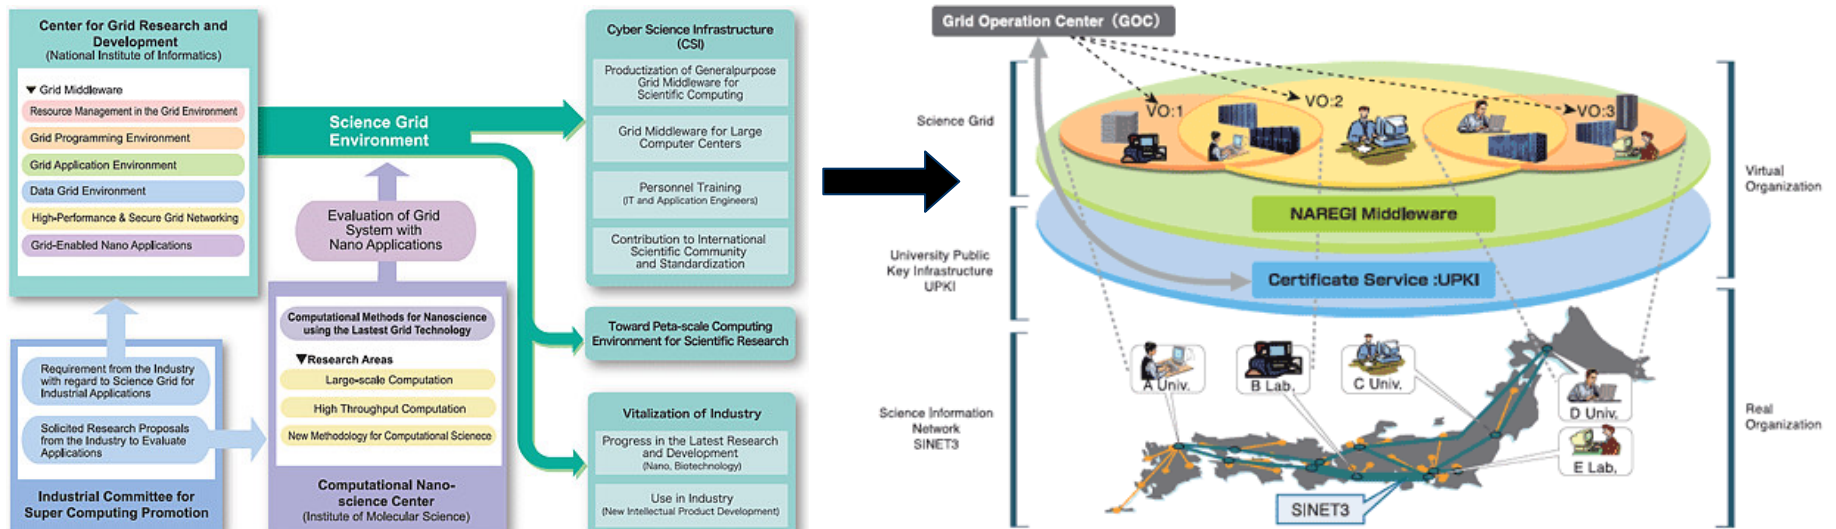 Center for Grid Research and
Development
(National Institute of Informatics)
▼ Grid Middleware
Resource Management in the Grid Environment
Grid Programming Environment
Grid Application Environment
Data Grid Environment
High-Performance & Secure Grid Networking
Grid-Enabled Nano Applications
Requirement from the Industry
with regard to Science Grid for
Industrial Applications
Solicited Research Proposals
from the Industry to Evaluate
Applications
Industrial Committee for
Super Computing Promotion
Science Grid
Environment
Evaluation of Grid
System with
Nano Applications
Computational Methods for Nanoscience
using the Lastest Grid Technology
▼Research Areas
Large-scale Computation
High Throughput Computation
New Methodology for Computational Scienece
Computational Nano-
science Center
(Institute of Molecular Science)
Cyber Science Infrastructure
(CSI)
Productization of Generalpurpose
Grid Middleware for
Scientific Computing
Grid Middleware for Large
Computer Centers
Personnel Training
(IT and Application Engineers)
Contribution to International
Scientific Community
and Standardization
Toward Peta-scale Computing
Environment for Scientific Research
Vitalization of Industry
Progress in the Latest Research
and Development
(Nano, Biotechnology)
Use in Industry
(New Intellectual Product Development)
Grid Operation Center (GOC)
Science Grid
University Public
Key Infrastructure
UPKI
Science Information
Network
SINET3
VO:1
VO:2
VO:3
NAREGI Middleware
Certificate Service :UPKI
A Univ.
B Lab.
C Univ.
D Univ.
E Lab.
SINET3
Virtual
Organization
Real
Organization